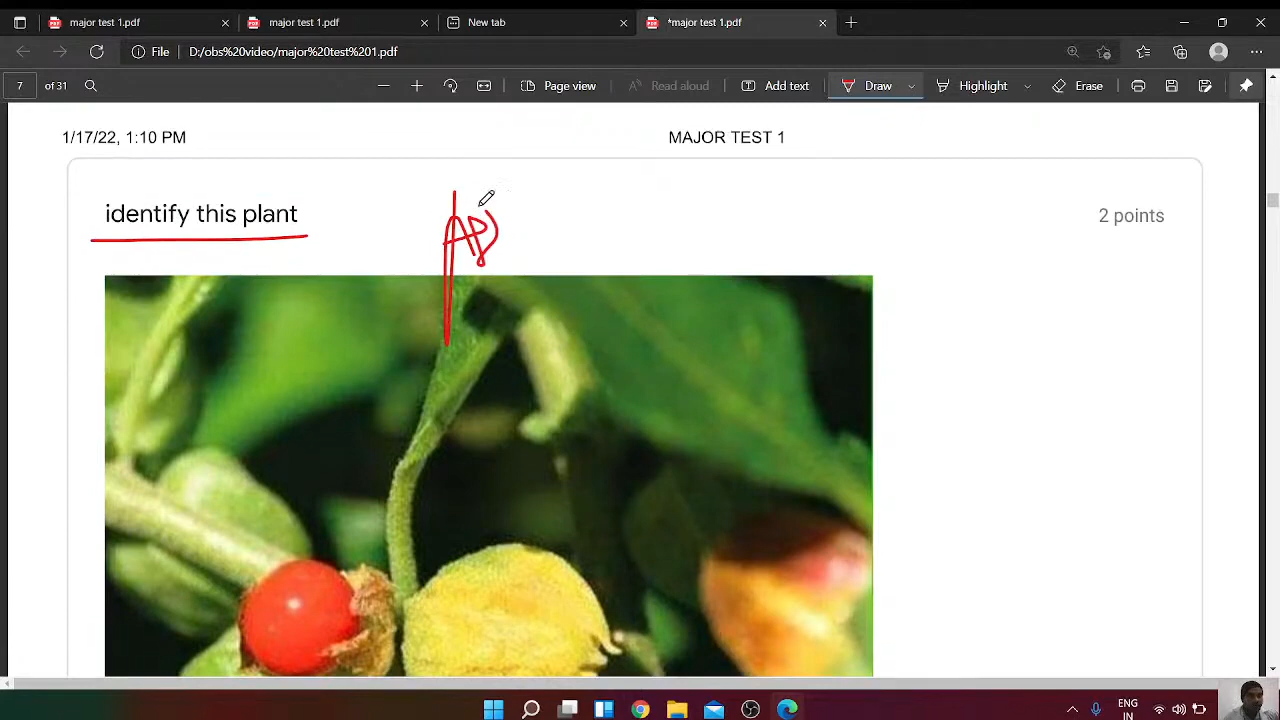 major test 1.pdf
major test 1.pdf
New tab
*major test 1.pdf
File
D:/obs%20video/major%20test%201.pdf
7 of 31
Page view
Read aloud
Add text
Draw
Highlight
Erase
1/17/22, 1:10 PM
MAJOR TEST 1
identify this plant
2 points
ENG
IN